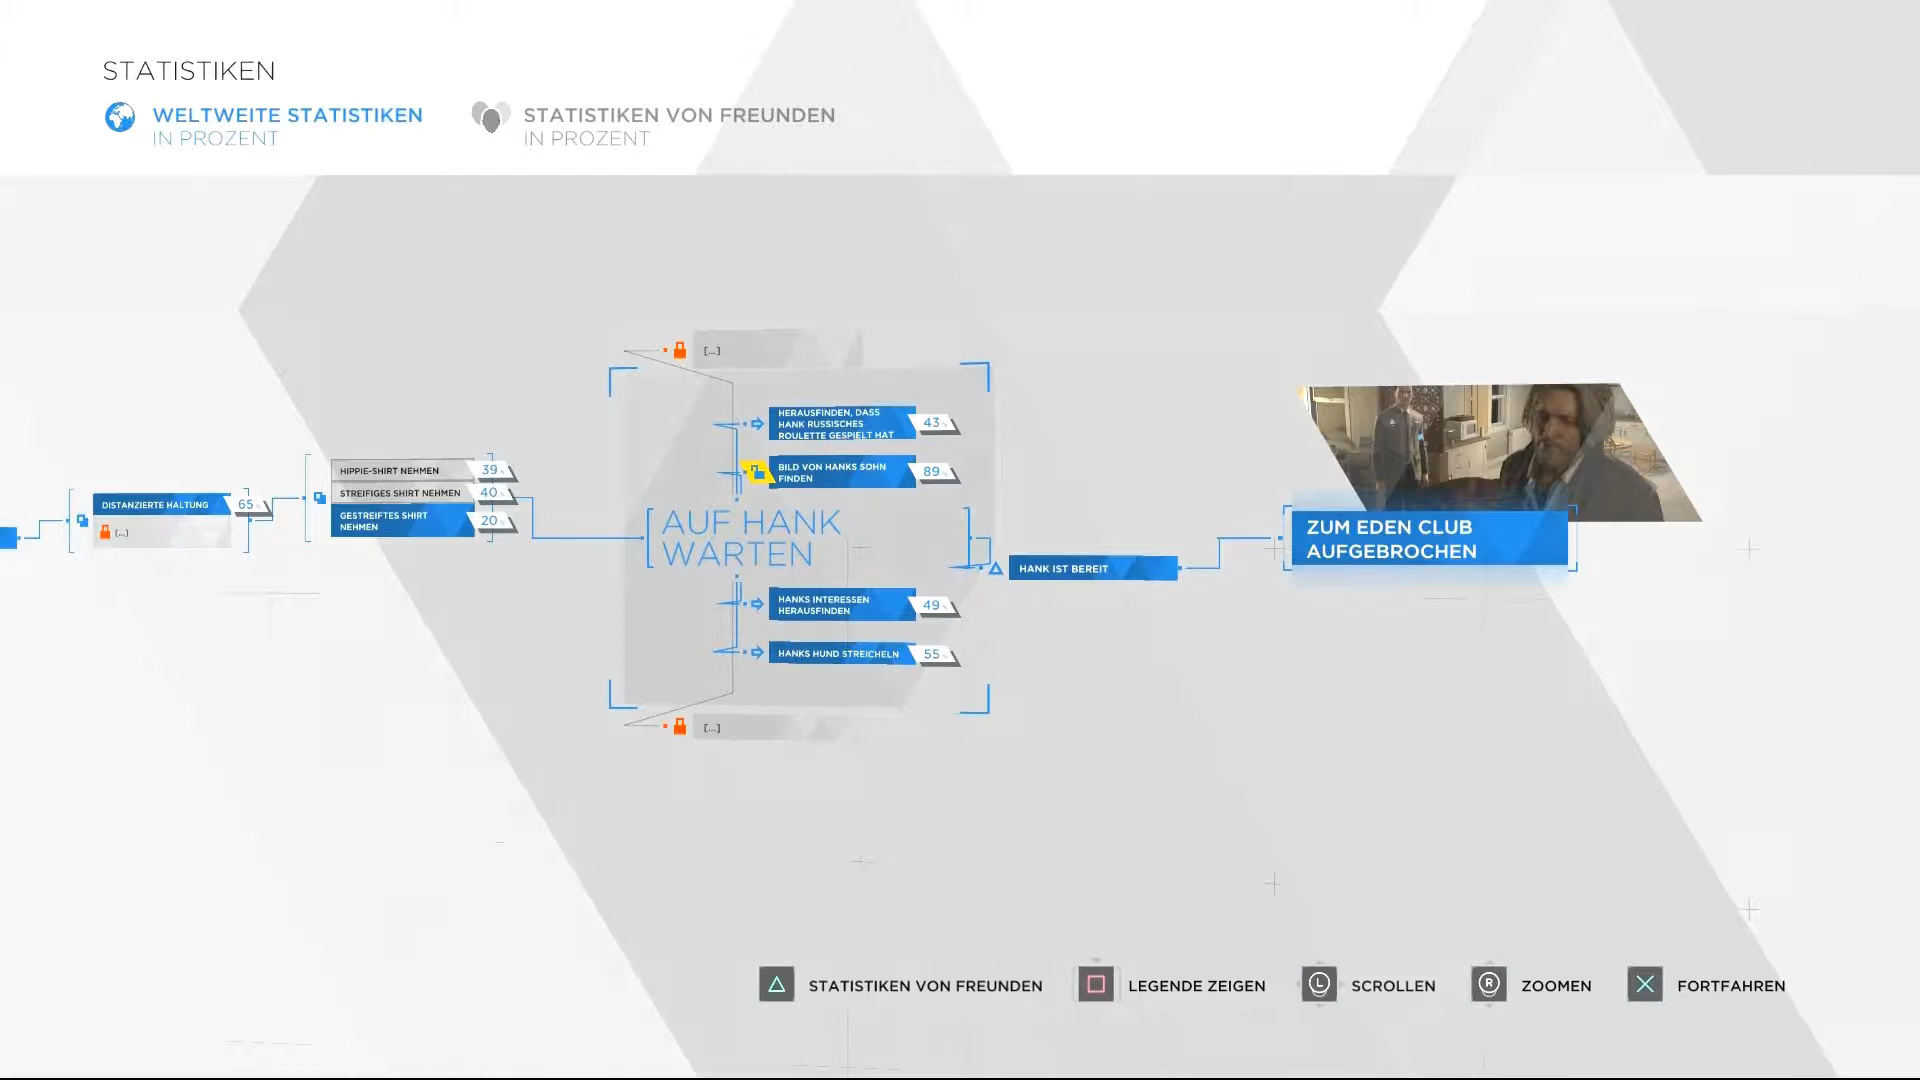 STATISTIKEN
WELTWEITE STATISTIKEN
IN PROZENT
STATISTIKEN VON FREUNDEN
IN PROZENT
[...]
HERAUSFINDEN, DASS
HANK RUSSISCHES
ROULETTE GESPIELT HAT
43%
BILD VON HANKS SOHN
FINDEN
89%
HIPPIE-SHIRT NEHMEN
39%
STREIFIGES SHIRT NEHMEN
40%
GESTREIFTES SHIRT
NEHMEN
20%
DISTANZIERTE HALTUNG
65%
[...]
AUF HANK
WARTEN
HANK IST BEREIT
ZUM EDEN CLUB
AUFGEBROCHEN
HANKS INTERESSEN
HERAUSFINDEN
49%
HANKS HUND STREICHELN
55%
[...]
STATISTIKEN VON FREUNDEN
LEGENDE ZEIGEN
L
SCROLLEN
R
ZOOMEN
FORTFAHREN